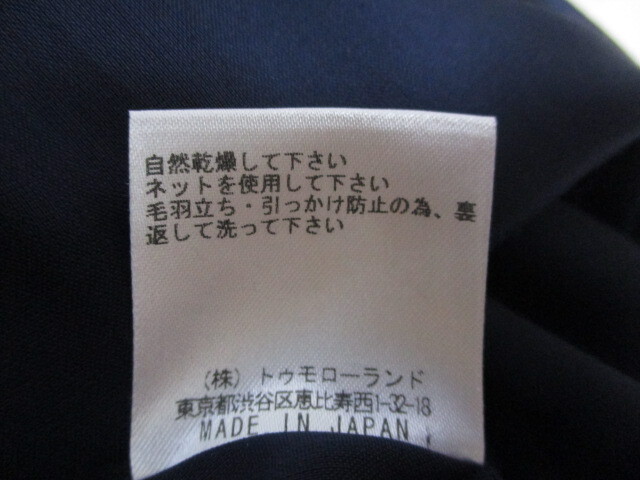 自然乾燥して下さい
ネットを使用して下さい
毛羽立ち・引っかけ防止の為、裏
返して洗って下さい
(株)トゥモローランド
東京都渋谷区恵比寿西1-32-18
MADE IN JAPAN